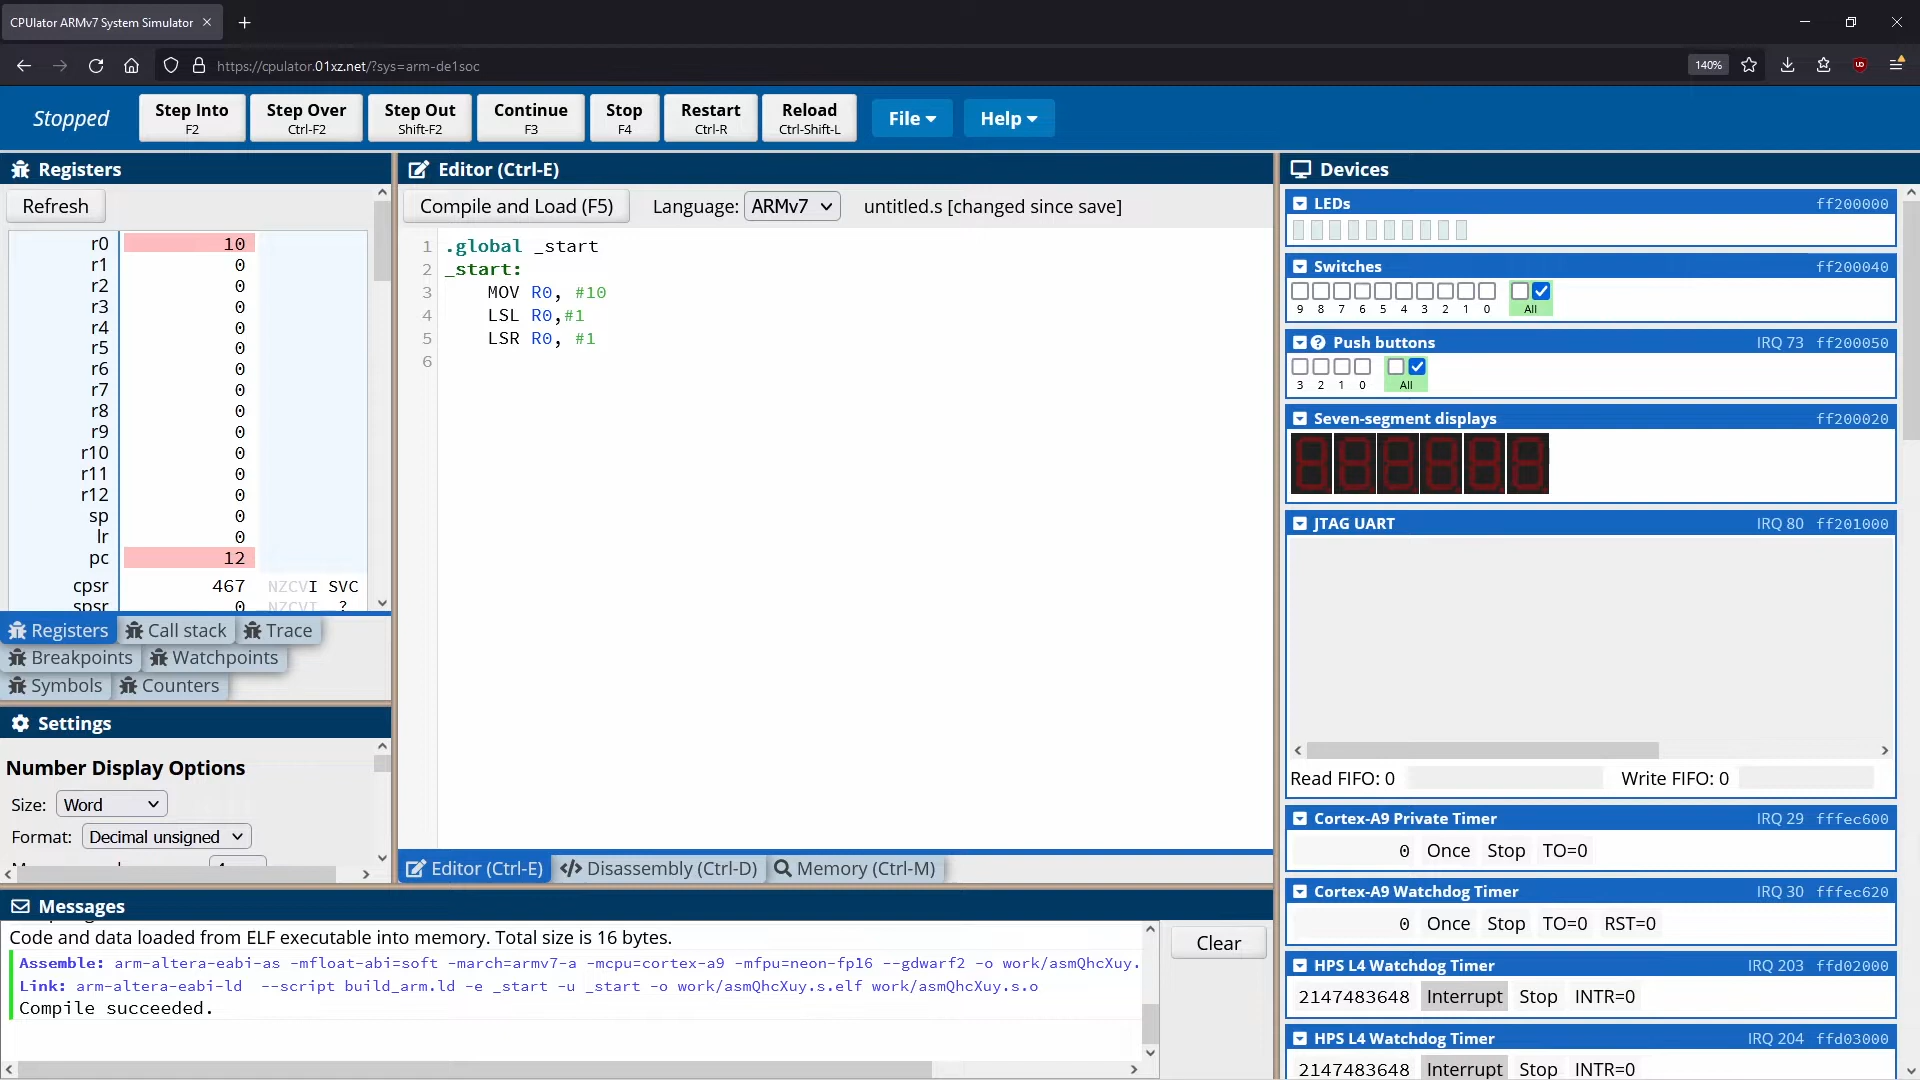 CPUlator ARMv7 System Simulator
https://cpulator.01xz.net/?sys=arm-de1soc
140%
Stopped
Step Into
F2
Step Over
Ctrl-F2
Step Out
Shift-F2
Continue
F3
Stop
F4
Restart
Ctrl-R
Reload
Ctrl-Shift-L
File
Help
Registers
Refresh
r0 10
r1 0
r2 0
r3 0
r4 0
r5 0
r6 0
r7 0
r8 0
r9 0
r10 0
r11 0
r12 0
sp 0
lr 0
pc 12
cpsr 467 NZCVI SVC
spsr 0 NZCVI ?
Registers Call stack Trace
Breakpoints Watchpoints
Symbols Counters
Settings
Number Display Options
Size: Word
Format: Decimal unsigned
Editor (Ctrl-E)
Compile and Load (F5) Language: ARMv7 untitled.s [changed since save]
1 .global _start
2 _start:
3 MOV R0, #10
4 LSL R0,#1
5 LSR R0, #1
6
Editor (Ctrl-E) Disassembly (Ctrl-D) Memory (Ctrl-M)
Messages
Code and data loaded from ELF executable into memory. Total size is 16 bytes.
Assemble: arm-altera-eabi-as -mfloat-abi=soft -march=armv7-a -mcpu=cortex-a9 -mfpu=neon-fp16 --gdwarf2 -o work/asmQhcXuy.
Link: arm-altera-eabi-ld --script build_arm.ld -e _start -u _start -o work/asmQhcXuy.s.elf work/asmQhcXuy.s.o
Compile succeeded.
Clear
Devices
LEDs ff200000
Switches ff200040
9 8 7 6 5 4 3 2 1 0 All
Push buttons IRQ 73 ff200050
3 2 1 0 All
Seven-segment displays ff200020
JTAG UART IRQ 80 ff201000
Read FIFO: 0 Write FIFO: 0
Cortex-A9 Private Timer IRQ 29 fffec600
0 Once Stop TO=0
Cortex-A9 Watchdog Timer IRQ 30 fffec620
0 Once Stop TO=0 RST=0
HPS L4 Watchdog Timer IRQ 203 ffd02000
2147483648 Interrupt Stop INTR=0
HPS L4 Watchdog Timer IRQ 204 ffd03000
2147483648 Interrupt Stop INTR=0